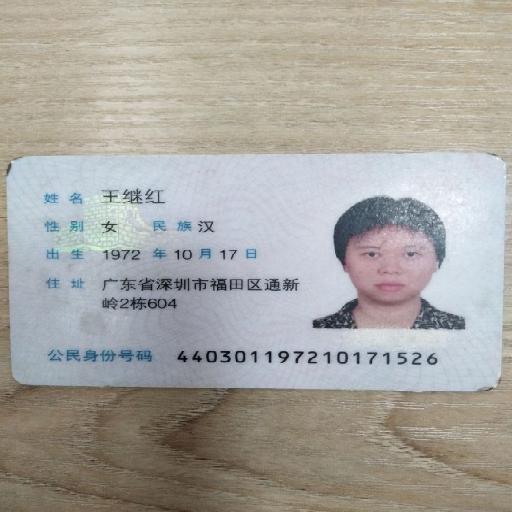 姓名 王继红
性别 女 民族 汉
出生 1972 年 10 月 17 日
住址 广东省深圳市福田区通新
岭2栋604
公民身份号码 440301197210171526